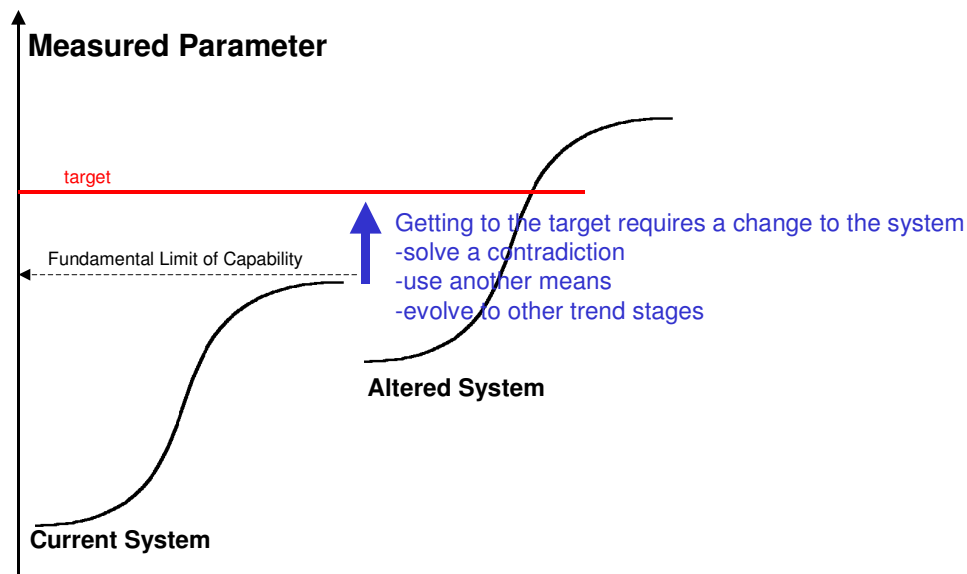 Measured Parameter
target
Getting to the target requires a change to the system
-solve a contradiction
Fundamental Limit of Capability
-use another means
-evolve to other trend stages
Altered System
Current System